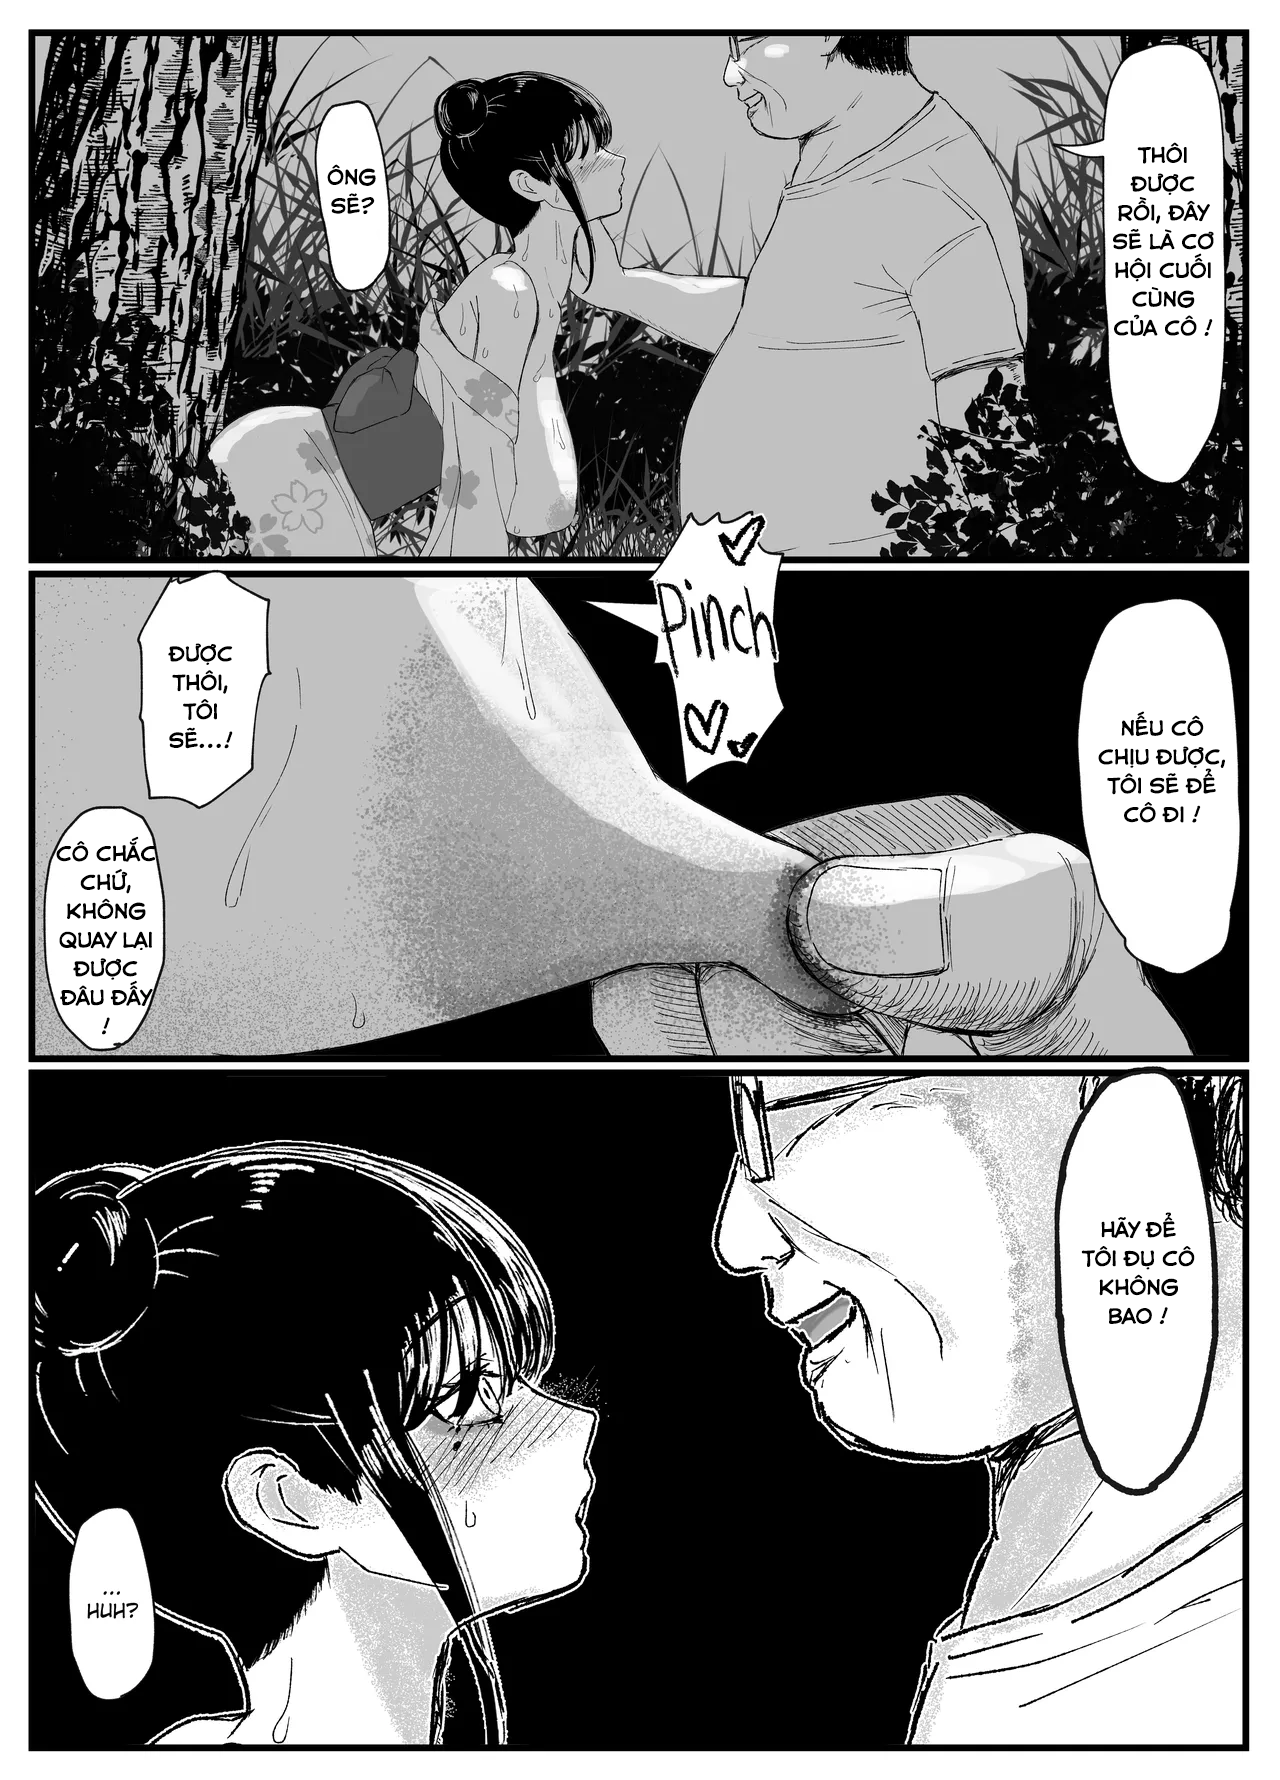 THÔI
ĐƯỢC
RỒI, ĐÂY
SẼ LÀ CƠ
HỘI CUỐI
CÙNG
CỦA CÔ !
ÔNG
SẼ?
Pinch
NẾU CÔ
CHỊU ĐƯỢC,
TÔI SẼ ĐỂ
CÔ ĐI !
ĐƯỢC
THÔI,
TÔI
SẼ...!
CÔ CHẮC
CHỨ,
KHÔNG
QUAY LẠI
ĐƯỢC
ĐÂU ĐẤY
!
HÃY ĐỂ
TÔI ĐỤ CÔ
KHÔNG
BAO !
...
HUH?